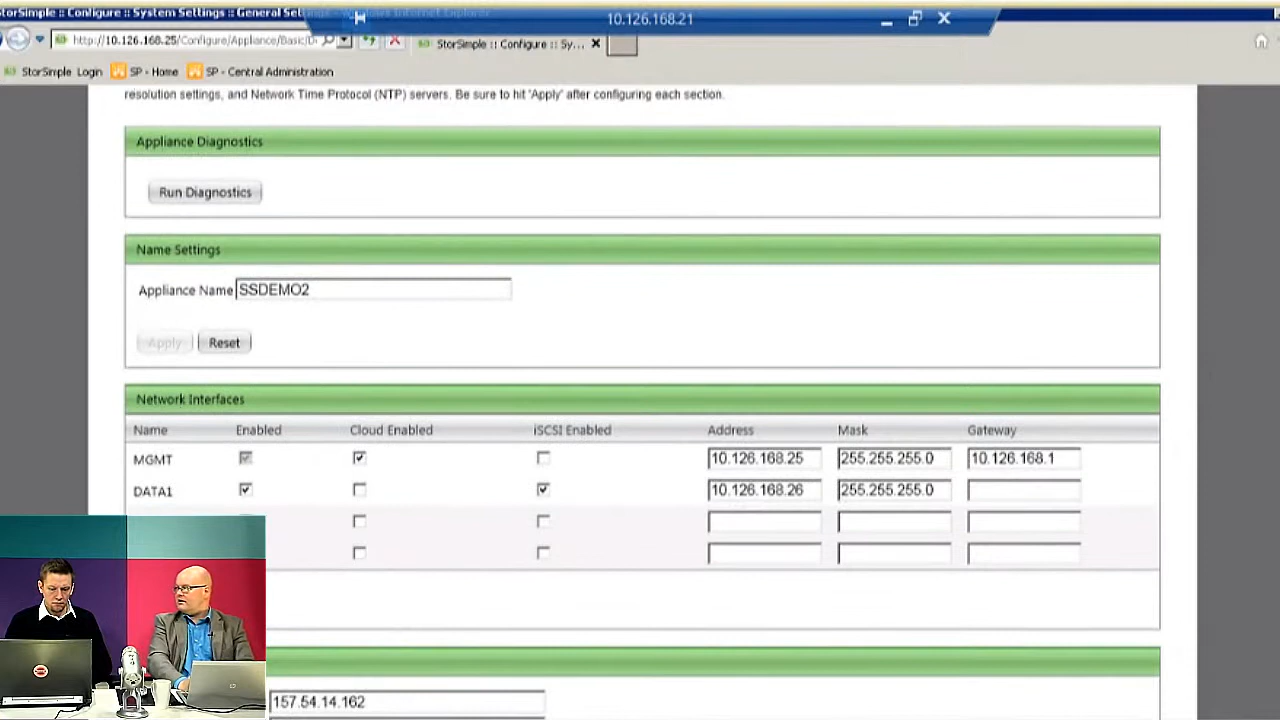 StorSimple :: Configure :: System Settings :: General Set
10.126.168.21
http://10.126.168.25/Configure/Appliance/Basic/D
StorSimple :: Configure :: Sy...
StorSimple Login SP - Home SP - Central Administration
resolution settings, and Network Time Protocol (NTP) servers. Be sure to hit 'Apply' after configuring each section.
Appliance Diagnostics
Run Diagnostics
Name Settings
Appliance Name SSDEMO2
Apply Reset
Network Interfaces
Name Enabled Cloud Enabled iSCSI Enabled Address Mask Gateway
MGMT 10.126.168.25 255.255.255.0 10.126.168.1
DATA1 10.126.168.26 255.255.255.0
157.54.14.162